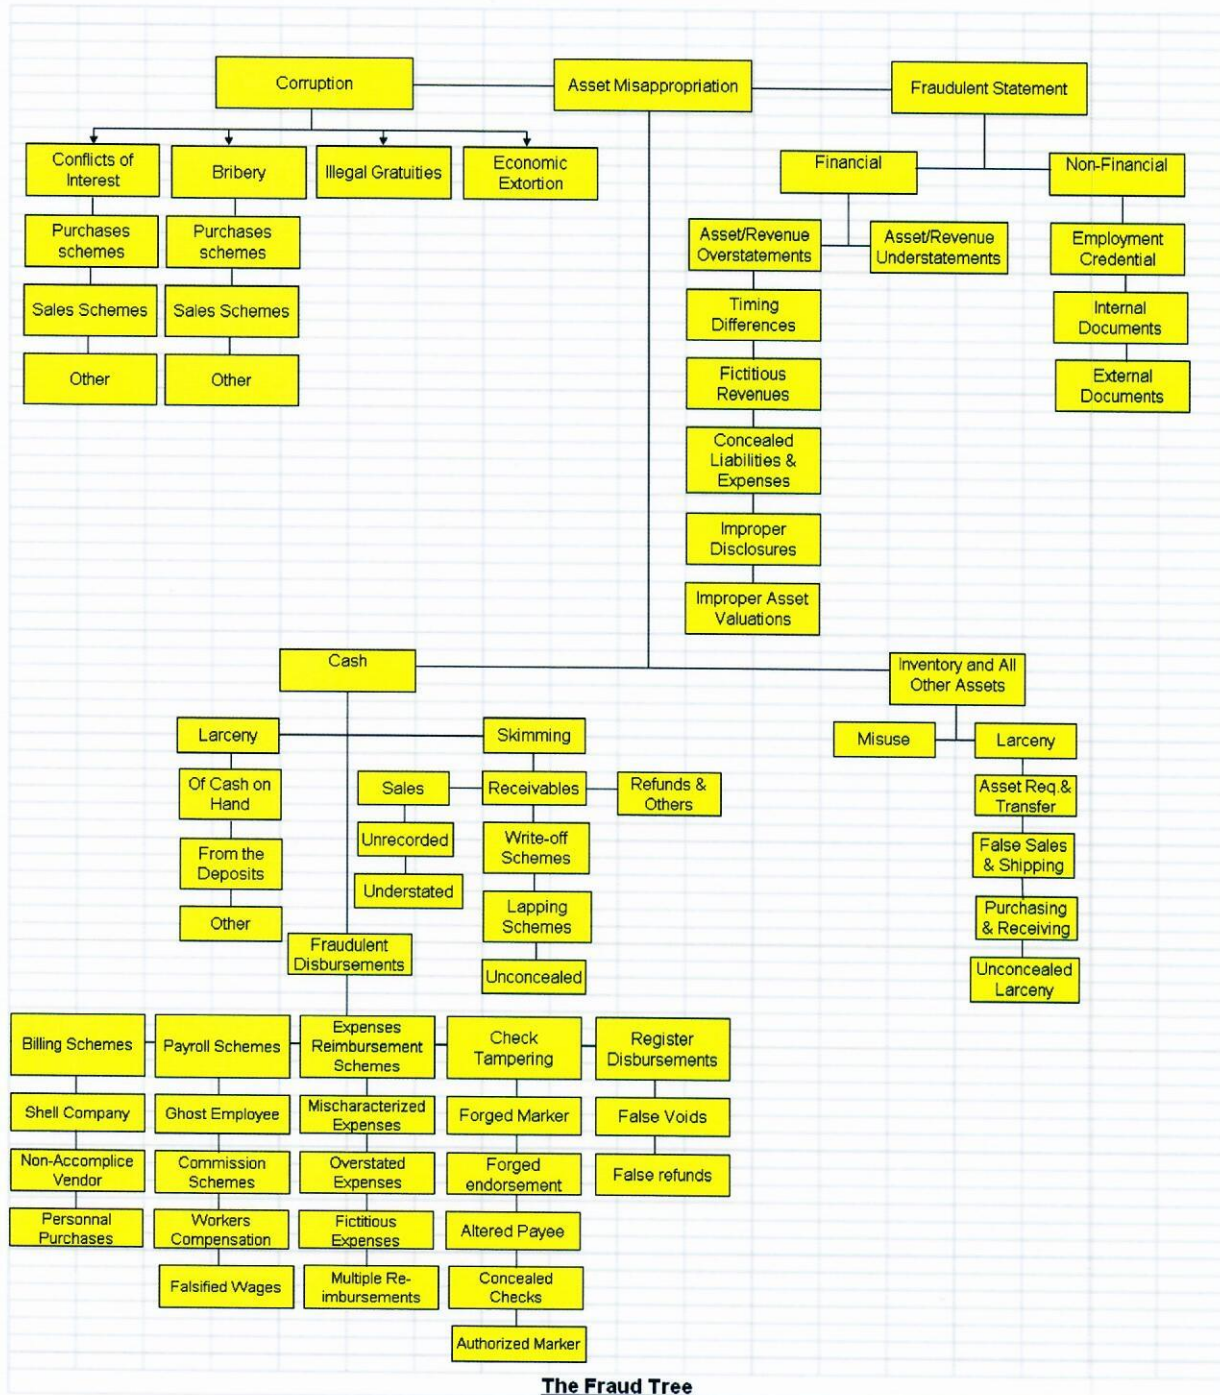 Corruption
Asset Misappropriation
Fraudulent Statement
Conflicts of
Interest
Bribery
Illegal Gratuities
Economic
Extortion
Financial
Non-Financial
Purchases
schemes
Purchases
schemes
Asset/Revenue
Overstatements
Asset/Revenue
Understatements
Employment
Credential
Sales Schemes
Sales Schemes
Timing
Differences
Internal
Documents
Other
Other
Fictitious
Revenues
External
Documents
Concealed
Liabilities &
Expenses
Improper
Disclosures
Improper Asset
Valuations
Cash
Inventory and All
Other Assets
Larceny
Skimming
Misuse
Larceny
Of Cash on
Hand
Sales
Receivables
Refunds &
Others
Asset Req.&
Transfer
From the
Deposits
Unrecorded
Write-off
Schemes
False Sales
& Shipping
Other
Understated
Lapping
Schemes
Purchasing
& Receiving
Fraudulent
Disbursements
Unconcealed
Unconcealed
Larceny
Billing Schemes
Payroll Schemes
Expenses
Reimbursement
Schemes
Check
Tampering
Register
Disbursements
Shell Company
Ghost Employee
Mischaracterized
Expenses
Forged Marker
False Voids
Non-Accomplice
Vendor
Commission
Schemes
Overstated
Expenses
Forged
endorsement
False refunds
Personnal
Purchases
Workers
Compensation
Fictitious
Expenses
Altered Payee
Falsified Wages
Multiple Re-
imbursements
Concealed
Checks
Authorized Marker
The Fraud Tree